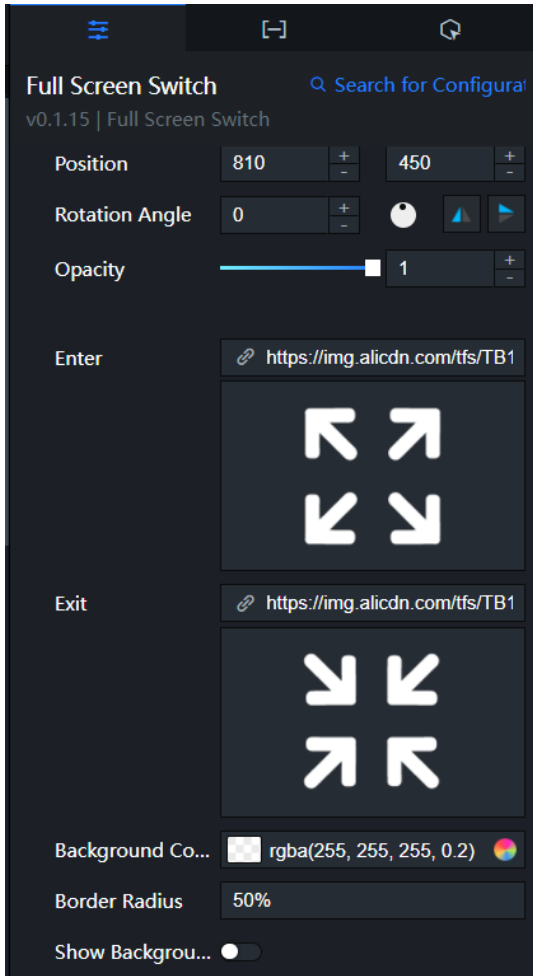 Full Screen Switch
Search for Configurat
v0.1.15 | Full Screen Switch
Position 810 + - 450 + -
Rotation Angle 0 + -
Opacity 1 + -
Enter https://img.alicdn.com/tfs/TB1
Exit https://img.alicdn.com/tfs/TB1
Background Co... rgba(255, 255, 255, 0.2)
Border Radius 50%
Show Backgrou...